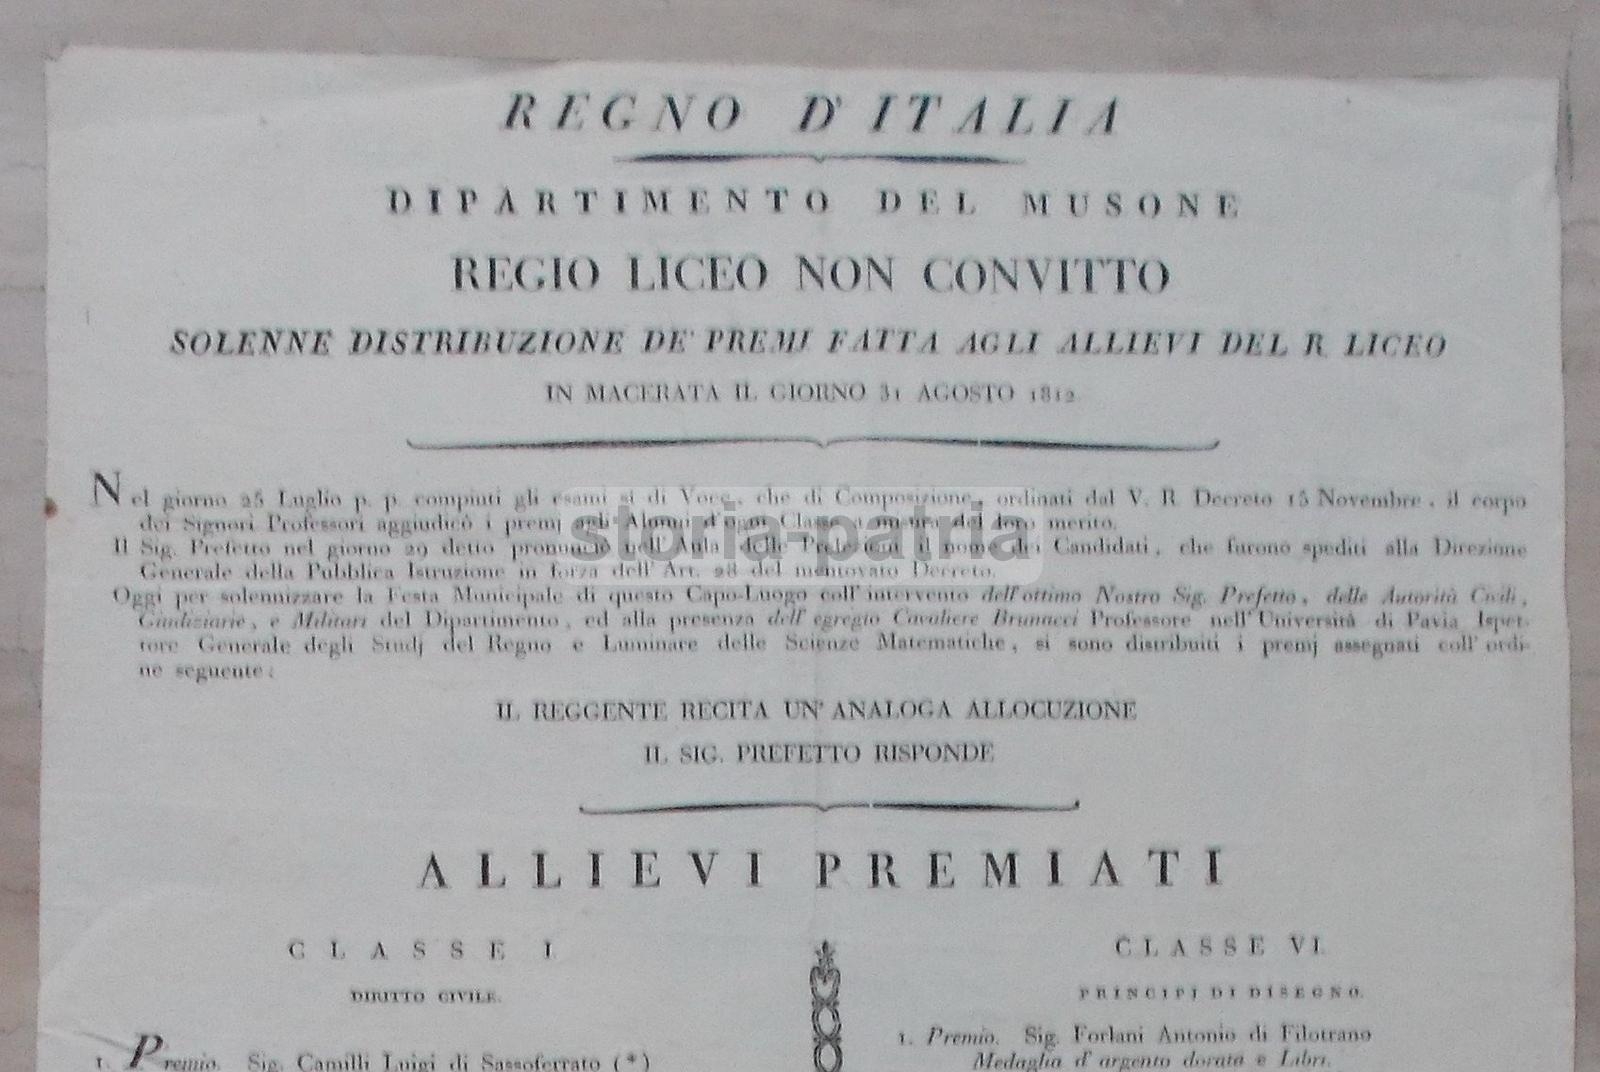 REGNO D'ITALIA
DIPARTIMENTO DEL MUSONE
REGIO LICEO NON CONVITTO
SOLENNE DISTRIBUZIONE DE' PREMJ FATTA AGLI ALLIEVI DEL R. LICEO
IN MACERATA IL GIORNO 31 AGOSTO 1812
Nel giorno 25 Luglio p. p. compiuti gli esami sì di Voce, che di Composizione, ordinati dal V. R. Decreto 15 Novembre, il corpo
dei Signori Professori aggiudicò i premj agli Alunni d'ogni Classe a misura del loro merito.
Il Sig. Prefetto nel giorno 29 detto pronunciò nell'Aula delle Prefezioni il nome dei Candidati, che furono spediti alla Direzione
Generale della Pubblica Istruzione in forza dell'Art. 28 del mentovato Decreto.
Oggi per solennizzare la Festa Municipale di questo Capo-Luogo coll'intervento dell'ottimo Nostro Sig. Prefetto, delle Autorità Civili,
Giudiziarie, e Militari del Dipartimento, ed alla presenza dell'egregio Cavaliere Brunacci Professore nell'Università di Pavia Ispet-
tore Generale degli Studj del Regno e Luminare delle Scienze Matematiche, si sono distribuiti i premj assegnati coll'ordi-
ne seguente:
storia-patria
IL REGGENTE RECITA UN' ANALOGA ALLOCUZIONE
IL SIG. PREFETTO RISPONDE
ALLIEVI PREMIATI
CLASSE I.
DIRITTO CIVILE.
1. Premio. Sig. Camilli Luigi di Sassoferrato (*)
CLASSE VI.
PRINCIPJ DI DISEGNO.
1. Premio. Sig. Forlani Antonio di Filotrano
Medaglia d'argento dorata e Libri.